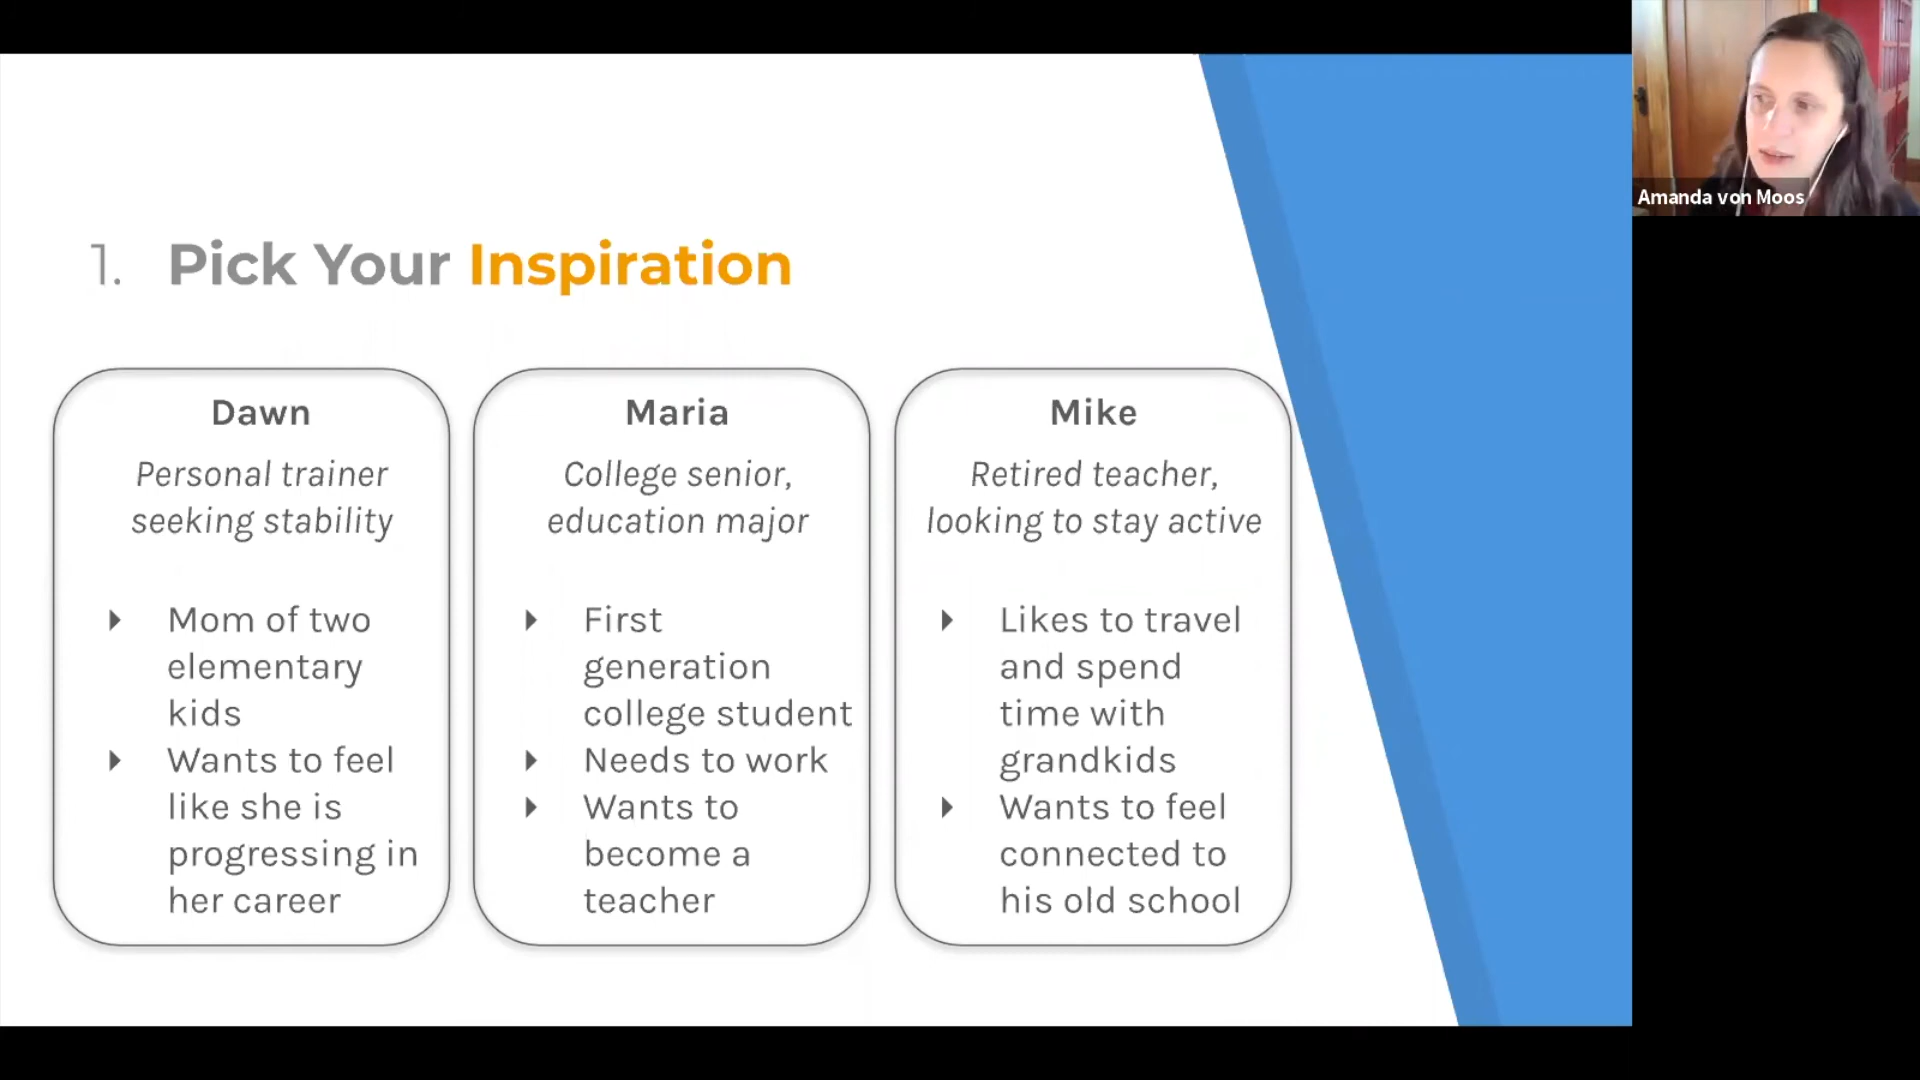 1. Pick Your Inspiration
Dawn
Personal trainer
seeking stability
Mom of two
elementary
kids
Wants to feel
like she is
progressing in
her career
Maria
College senior,
education major
First
generation
college student
Needs to work
Wants to
become a
teacher
Mike
Retired teacher,
looking to stay active
Likes to travel
and spend
time with
grandkids
Wants to feel
connected to
his old school
Amanda von Moos